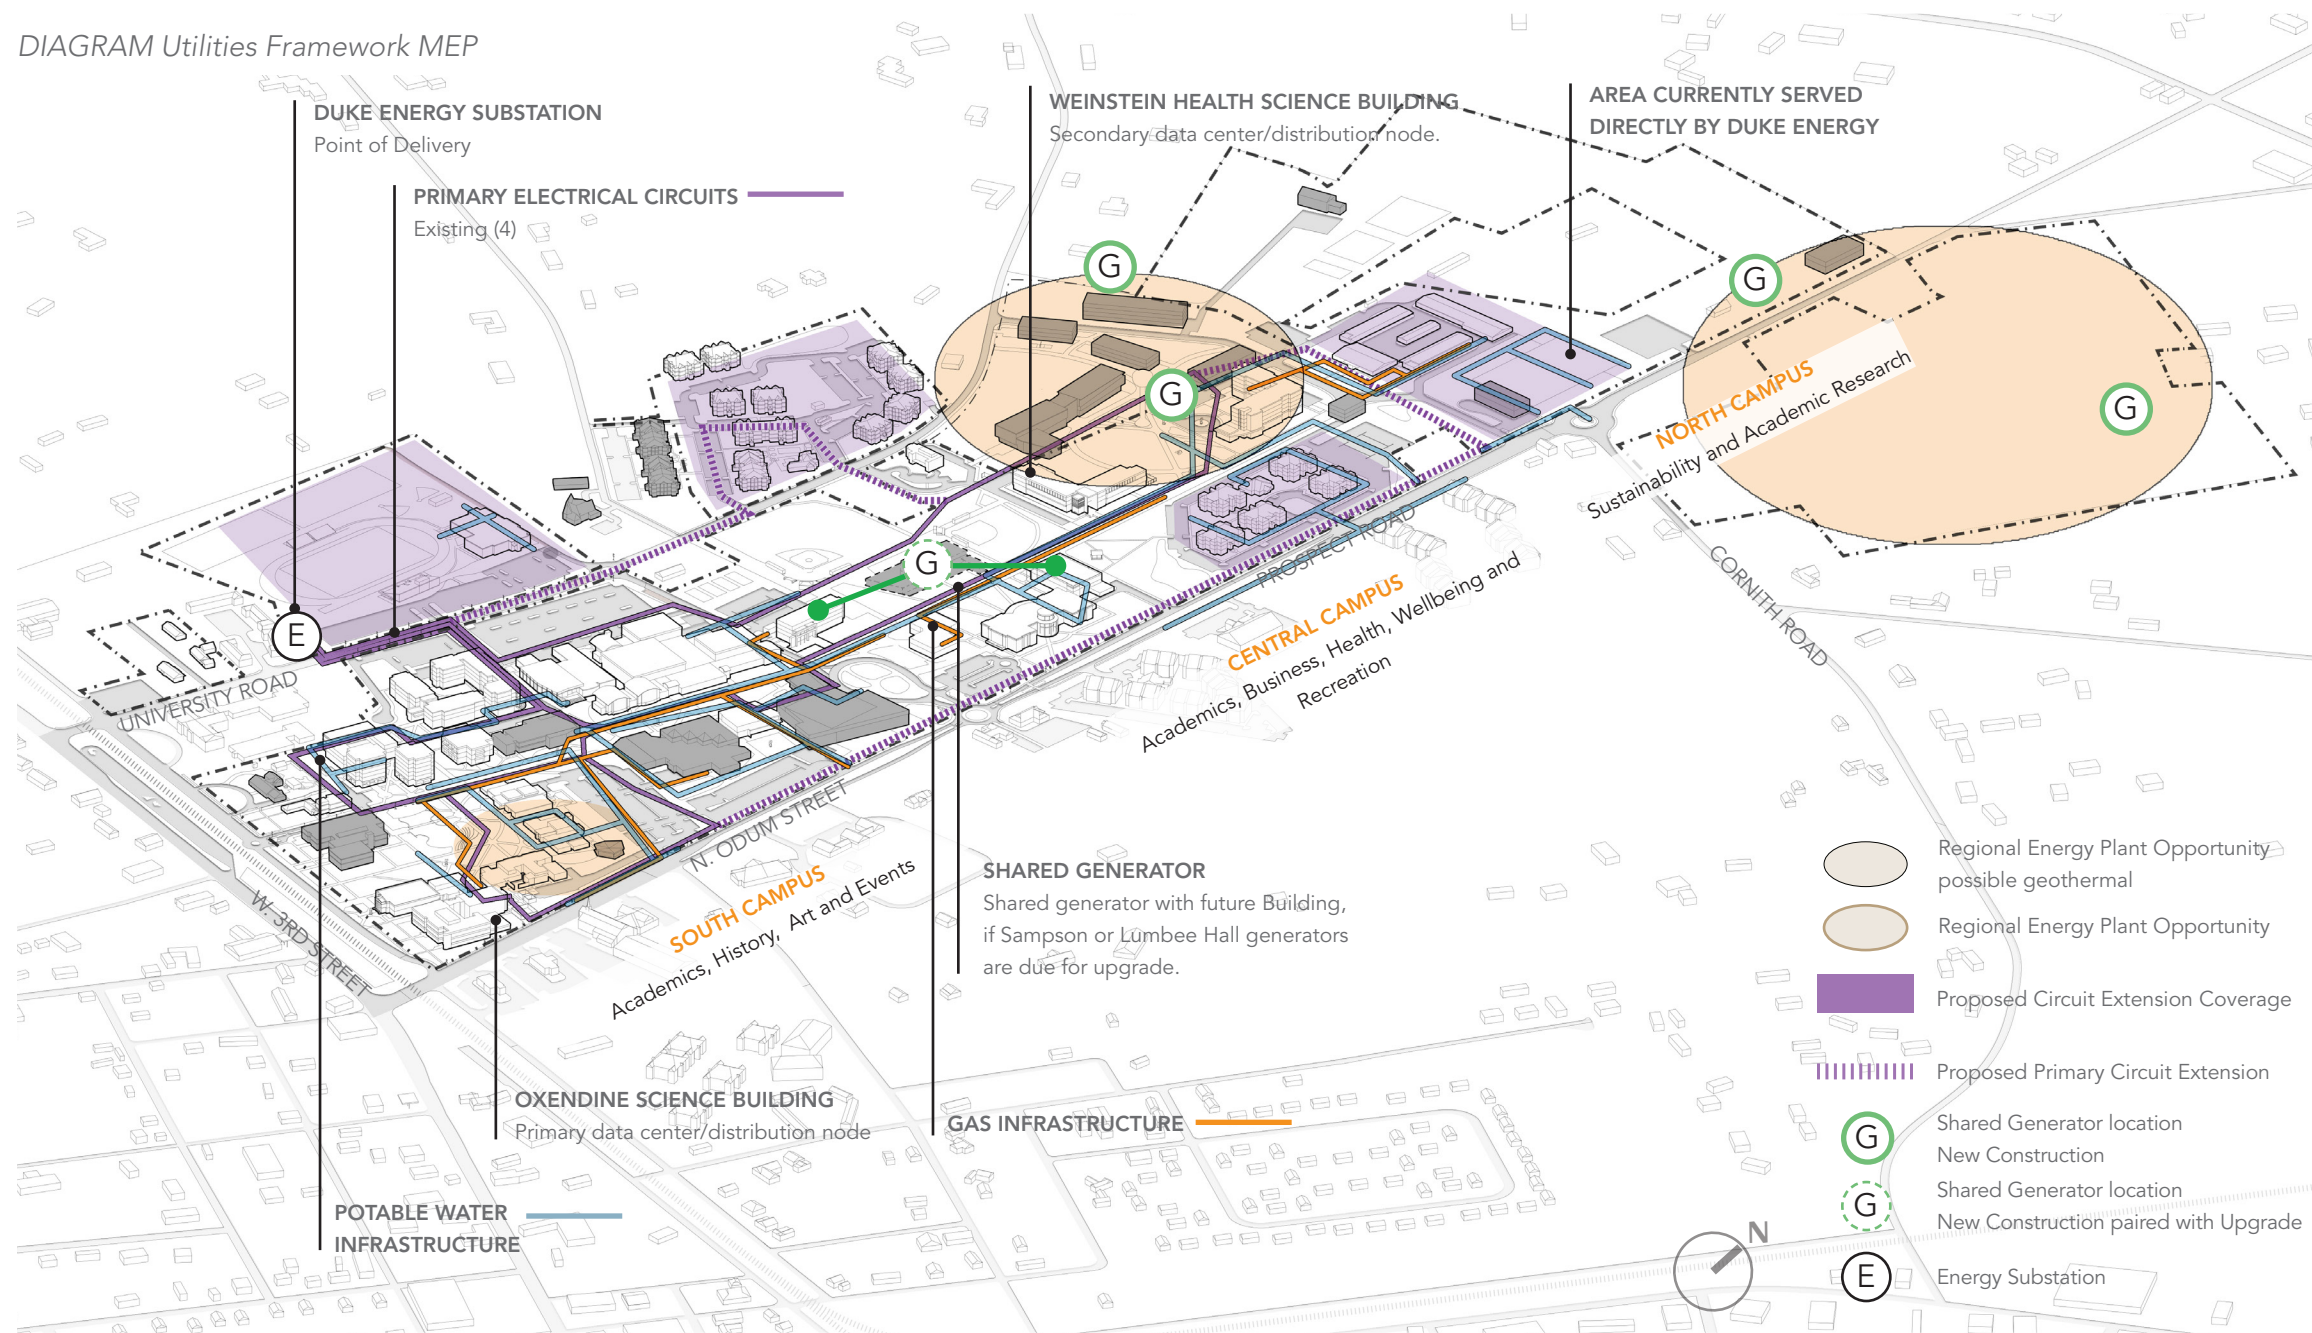 DIAGRAM Utilities Framework MEP
DUKE ENERGY SUBSTATION
Point of Delivery
PRIMARY ELECTRICAL CIRCUITS
Existing (4)
WEINSTEIN HEALTH SCIENCE BUILDING
Secondary data center/distribution node.
AREA CURRENTLY SERVED
DIRECTLY BY DUKE ENERGY
G
G
G
G
G
E
NORTH CAMPUS
Sustainability and Academic Research
CORNITH ROAD
PROSPECT ROAD
CENTRAL CAMPUS
Academics, Business, Health, Wellbeing and
Recreation
UNIVERSITY ROAD
N. ODUM STREET
W. 3RD STREET
SOUTH CAMPUS
Academics, History, Art and Events
SHARED GENERATOR
Shared generator with future Building,
if Sampson or Lumbee Hall generators
are due for upgrade.
OXENDINE SCIENCE BUILDING
Primary data center/distribution node
GAS INFRASTRUCTURE
POTABLE WATER
INFRASTRUCTURE
Regional Energy Plant Opportunity
possible geothermal
Regional Energy Plant Opportunity
Proposed Circuit Extension Coverage
Proposed Primary Circuit Extension
G
Shared Generator location
New Construction
G
Shared Generator location
New Construction paired with Upgrade
E
Energy Substation
N